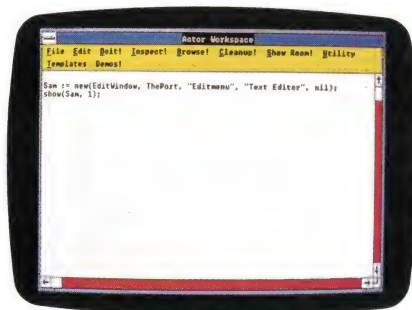 Actor Workspace
File Edit Doit! Inspect! Browse! Cleanup! Show Room! Utility
Templates Demos!
Sam := new(EditWindow, ThePort, "Editmenu", "Text Editor", nil);
show(Sam, 1);